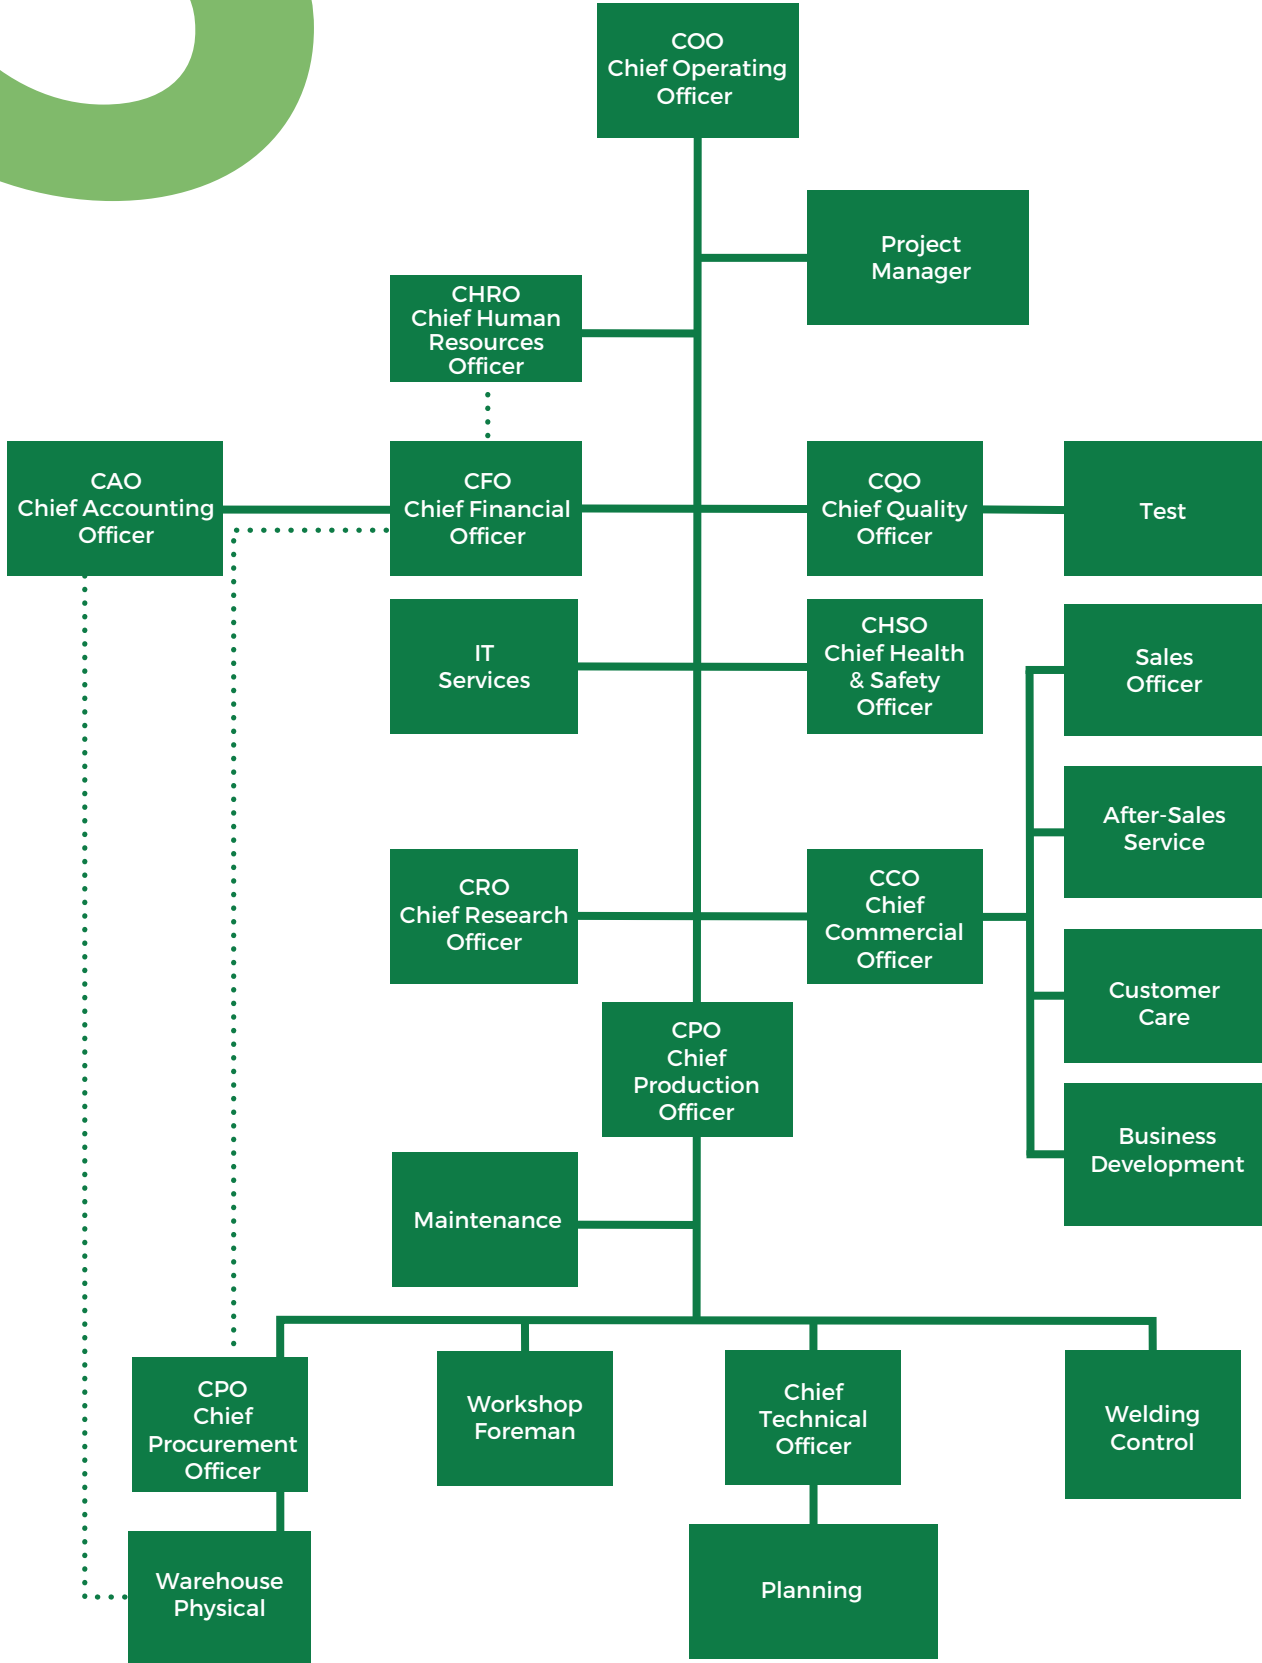 COO
Chief Operating
Officer
Project
Manager
CHRO
Chief Human
Resources
Officer
CAO
Chief Accounting
Officer
CFO
Chief Financial
Officer
CQO
Chief Quality
Officer
Test
IT
Services
CHSO
Chief Health
& Safety
Officer
Sales
Officer
After-Sales
Service
CRO
Chief Research
Officer
CCO
Chief
Commercial
Officer
Customer
Care
CPO
Chief
Production
Officer
Business
Development
Maintenance
CPO
Chief
Procurement
Officer
Workshop
Foreman
Chief
Technical
Officer
Welding
Control
Warehouse
Physical
Planning